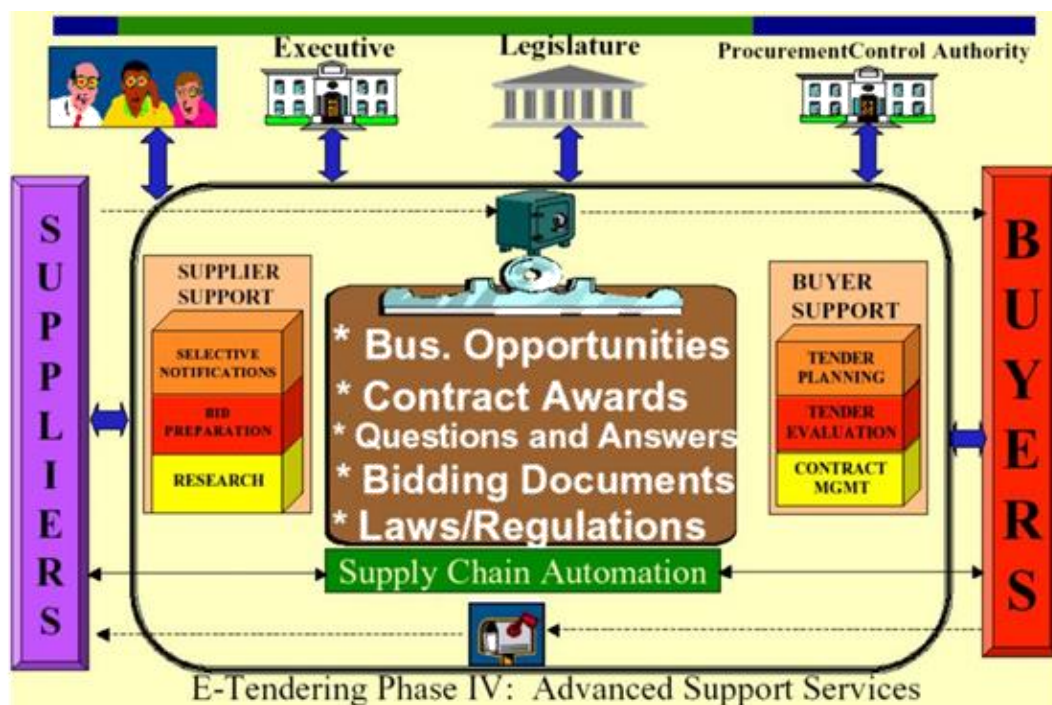 Executive
Legislature
ProcurementControl Authority
SUPPLIERS
SUPPLIER
SUPPORT
SELECTIVE
NOTIFICATIONS
BID
PREPARATION
RESEARCH
* Bus. Opportunities
* Contract Awards
* Questions and Answers
* Bidding Documents
* Laws/Regulations
Supply Chain Automation
BUYER
SUPPORT
TENDER
PLANNING
TENDER
EVALUATION
CONTRACT
MGMT
BUYERS
E-Tendering Phase IV: Advanced Support Services